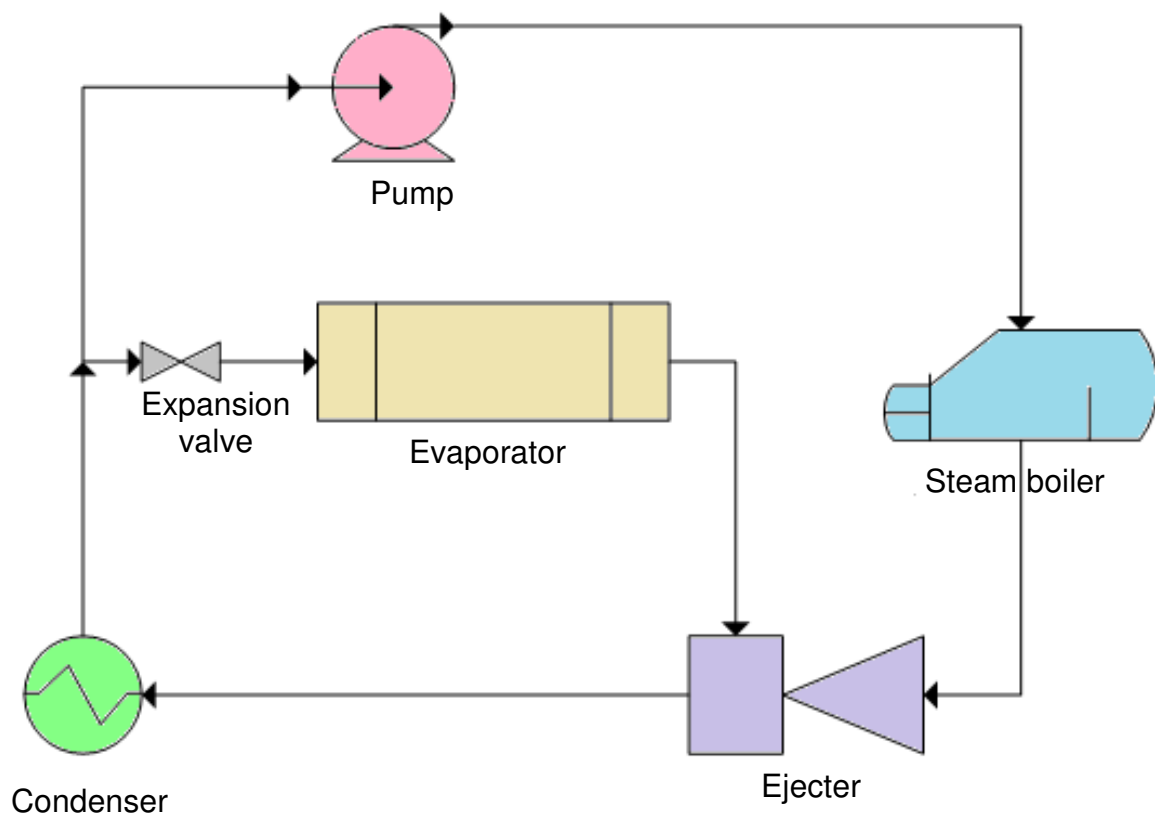 Pump
Expansion
valve
Evaporator
Steam boiler
Ejecter
Condenser